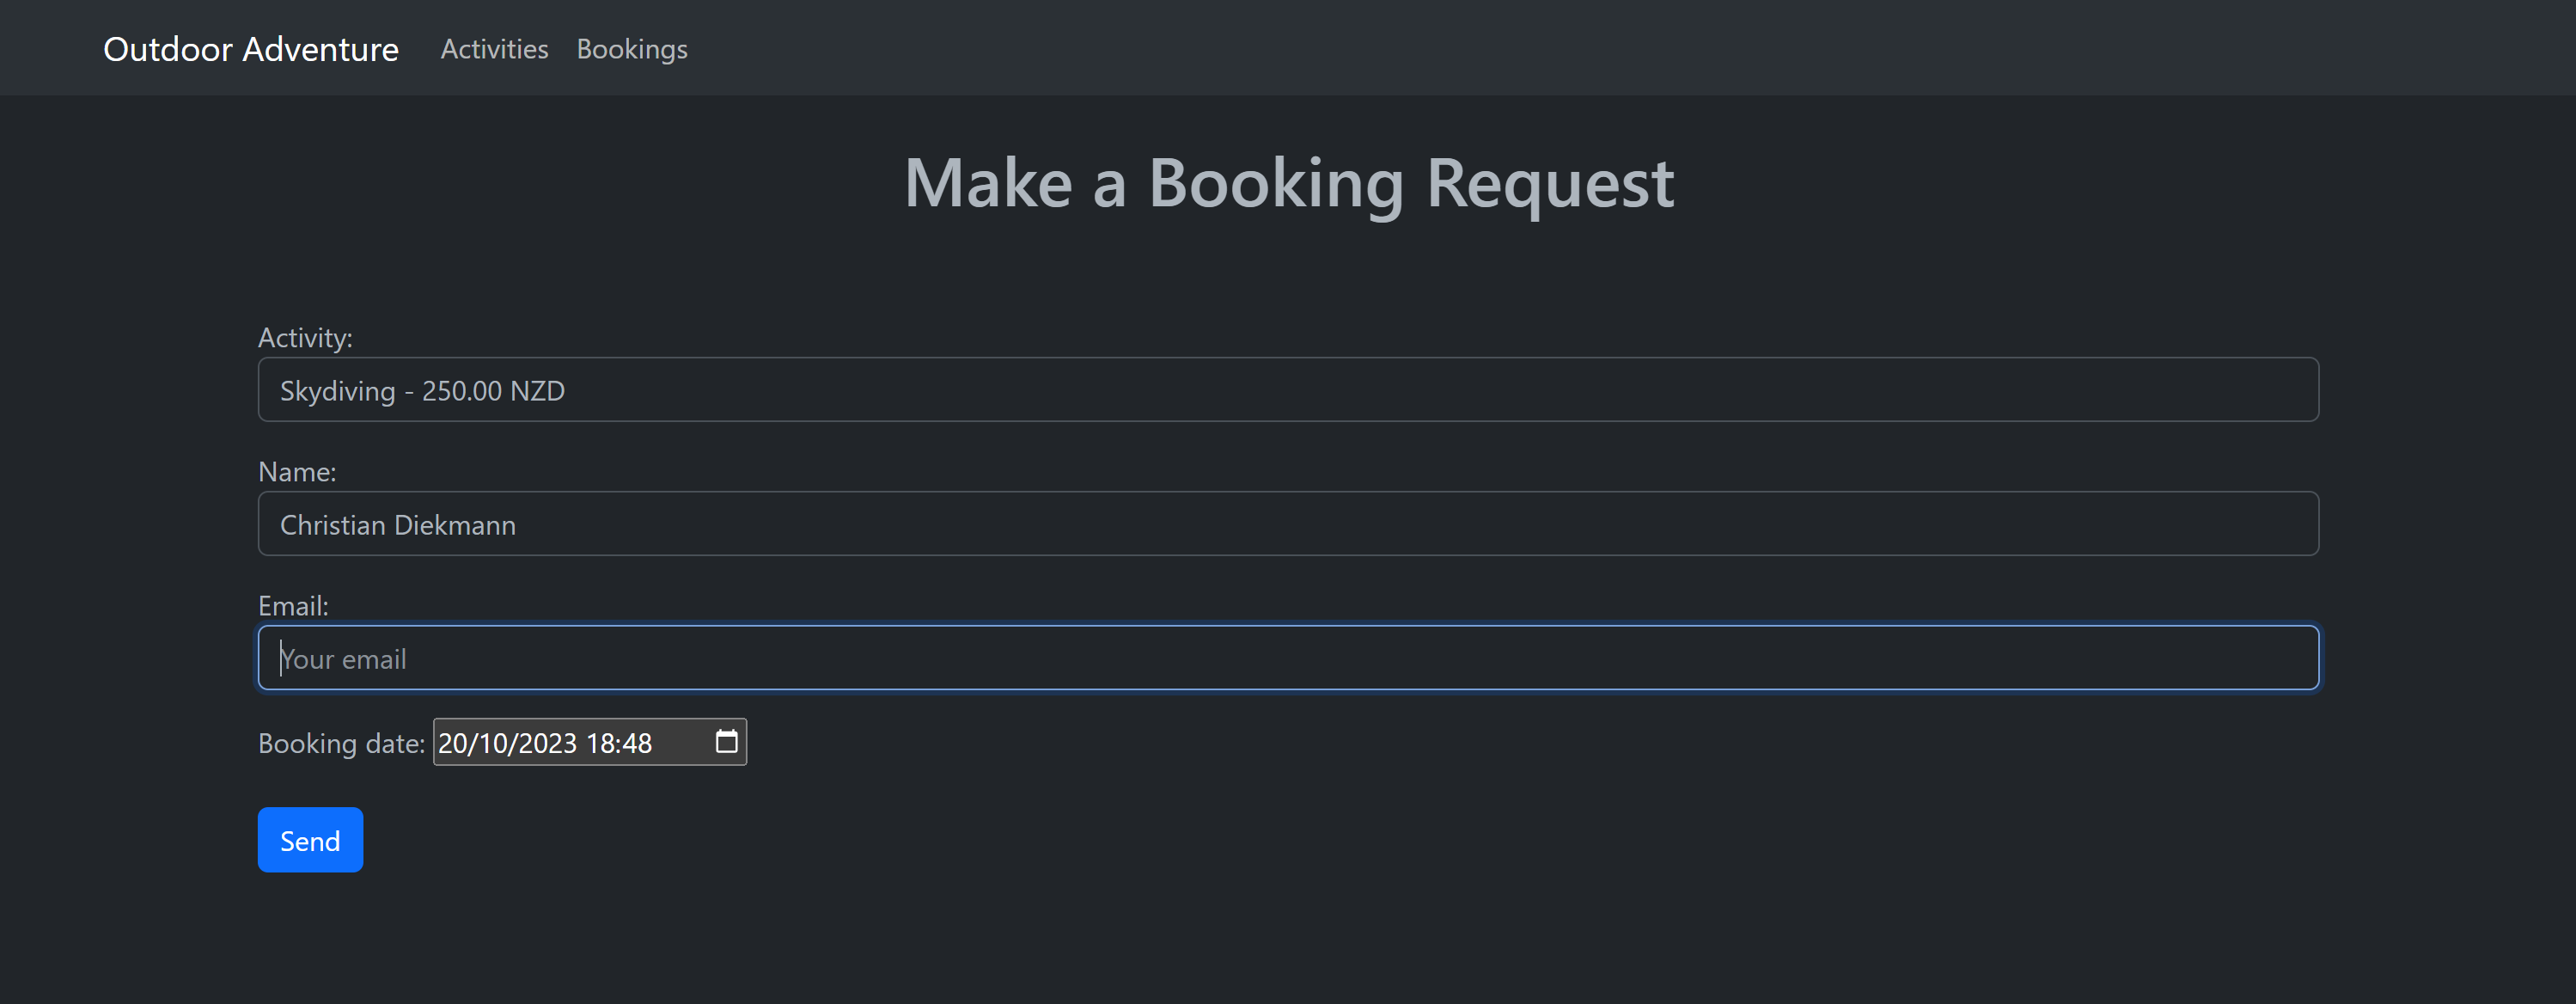 Outdoor Adventure Activities Bookings
Make a Booking Request
Activity:
Skydiving - 250.00 NZD
Name:
Christian Diekmann
Email:
Your email
Booking date: 20/10/2023 18:48
Send